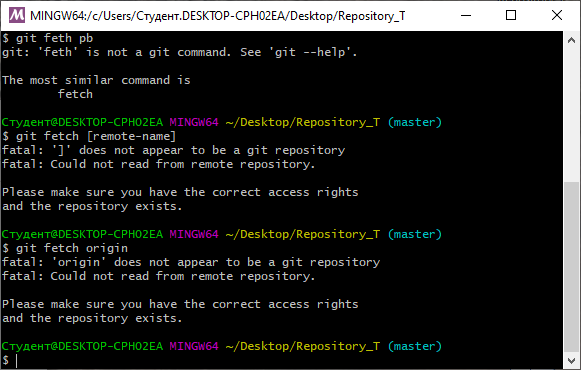 MINGW64:/c/Users/Студент.DESKTOP-CPH02EA/Desktop/Repository_T
$ git feth pb
git: 'feth' is not a git command. See 'git --help'.
The most similar command is
fetch
Студент@DESKTOP-CPH02EA MINGW64 ~/Desktop/Repository_T (master)
$ git fetch [remote-name]
fatal: ']' does not appear to be a git repository
fatal: Could not read from remote repository.
Please make sure you have the correct access rights
and the repository exists.
Студент@DESKTOP-CPH02EA MINGW64 ~/Desktop/Repository_T (master)
$ git fetch origin
fatal: 'origin' does not appear to be a git repository
fatal: Could not read from remote repository.
Please make sure you have the correct access rights
and the repository exists.
Студент@DESKTOP-CPH02EA MINGW64 ~/Desktop/Repository_T (master)
$